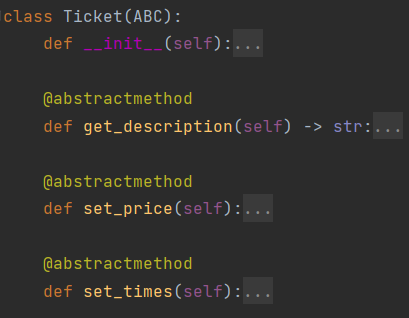 class Ticket(ABC):
    def __init__(self):...
    @abstractmethod
    def get_description(self) -> str:...
    @abstractmethod
    def set_price(self):...
    @abstractmethod
    def set_times(self):...